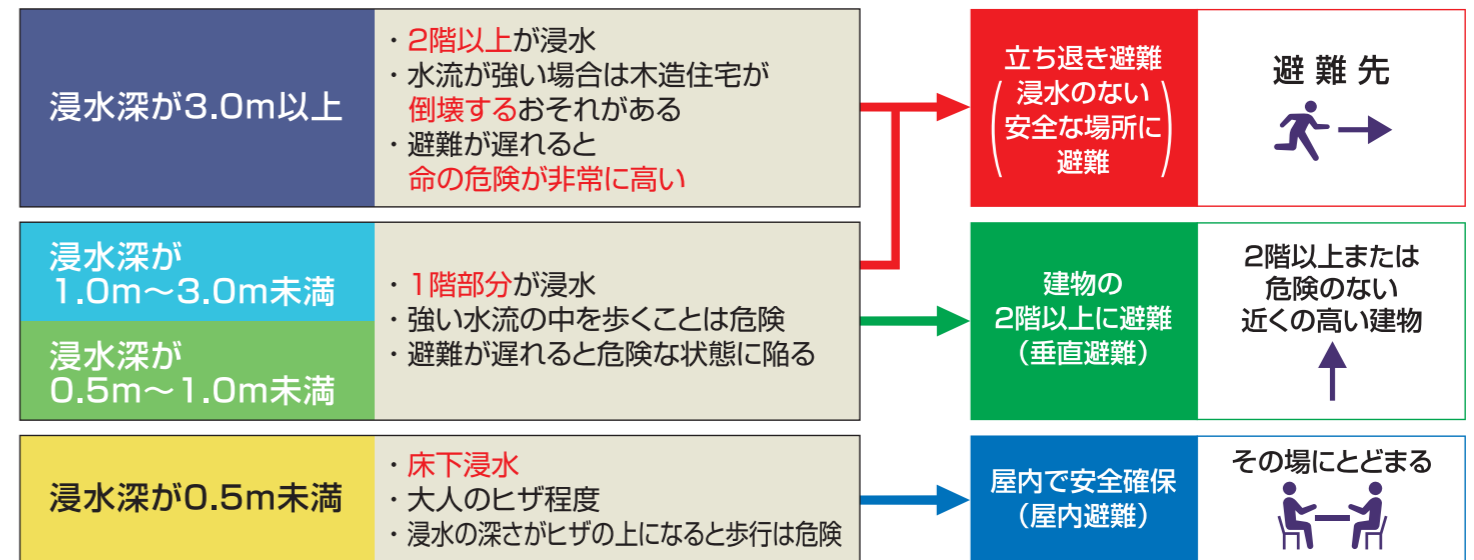 浸水深が3.0m以上
・2階以上が浸水
・水流が強い場合は木造住宅が
倒壊するおそれがある
・避難が遅れると
命の危険が非常に高い
立ち退き避難
(浸水のない
安全な場所に
避難)
避難先
浸水深が
1.0m～3.0m未満
浸水深が
0.5m～1.0m未満
・1階部分が浸水
・強い水流の中を歩くことは危険
・避難が遅れると危険な状態に陥る
建物の
2階以上に避難
（垂直避難）
2階以上または
危険のない
近くの高い建物
浸水深が0.5m未満
・床下浸水
・大人のヒザ程度
・浸水の深さがヒザの上になると歩行は危険
屋内で安全確保
（屋内避難）
その場にとどまる